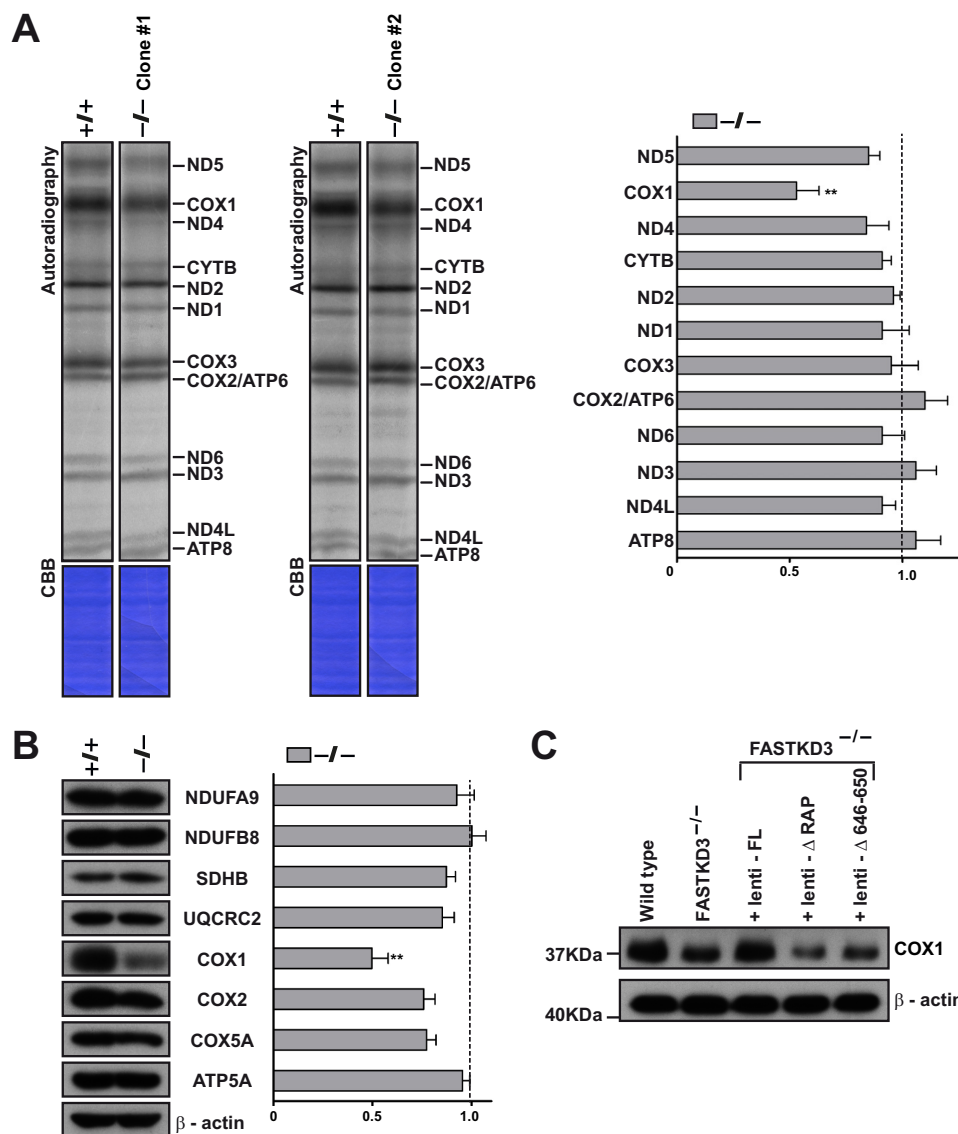 A
+/+
–/– Clone #1
Autoradiography
ND5
COX1
ND4
CYTB
ND2
ND1
COX3
COX2/ATP6
ND6
ND3
ND4L
ATP8
CBB
+/+
–/– Clone #2
Autoradiography
ND5
COX1
ND4
CYTB
ND2
ND1
COX3
COX2/ATP6
ND6
ND3
ND4L
ATP8
CBB
–/–
ND5
COX1 **
ND4
CYTB
ND2
ND1
COX3
COX2/ATP6
ND6
ND3
ND4L
ATP8
0 0.5 1.0
B
+/+ –/–
NDUFA9
NDUFB8
SDHB
UQCRC2
COX1
COX2
COX5A
ATP5A
β - actin
–/–
**
0 0.5 1.0
C
FASTKD3 –/–
Wild type
FASTKD3 –/–
+ lenti - FL
+ lenti - Δ RAP
+ lenti - Δ 646-650
37KDa COX1
40KDa β - actin